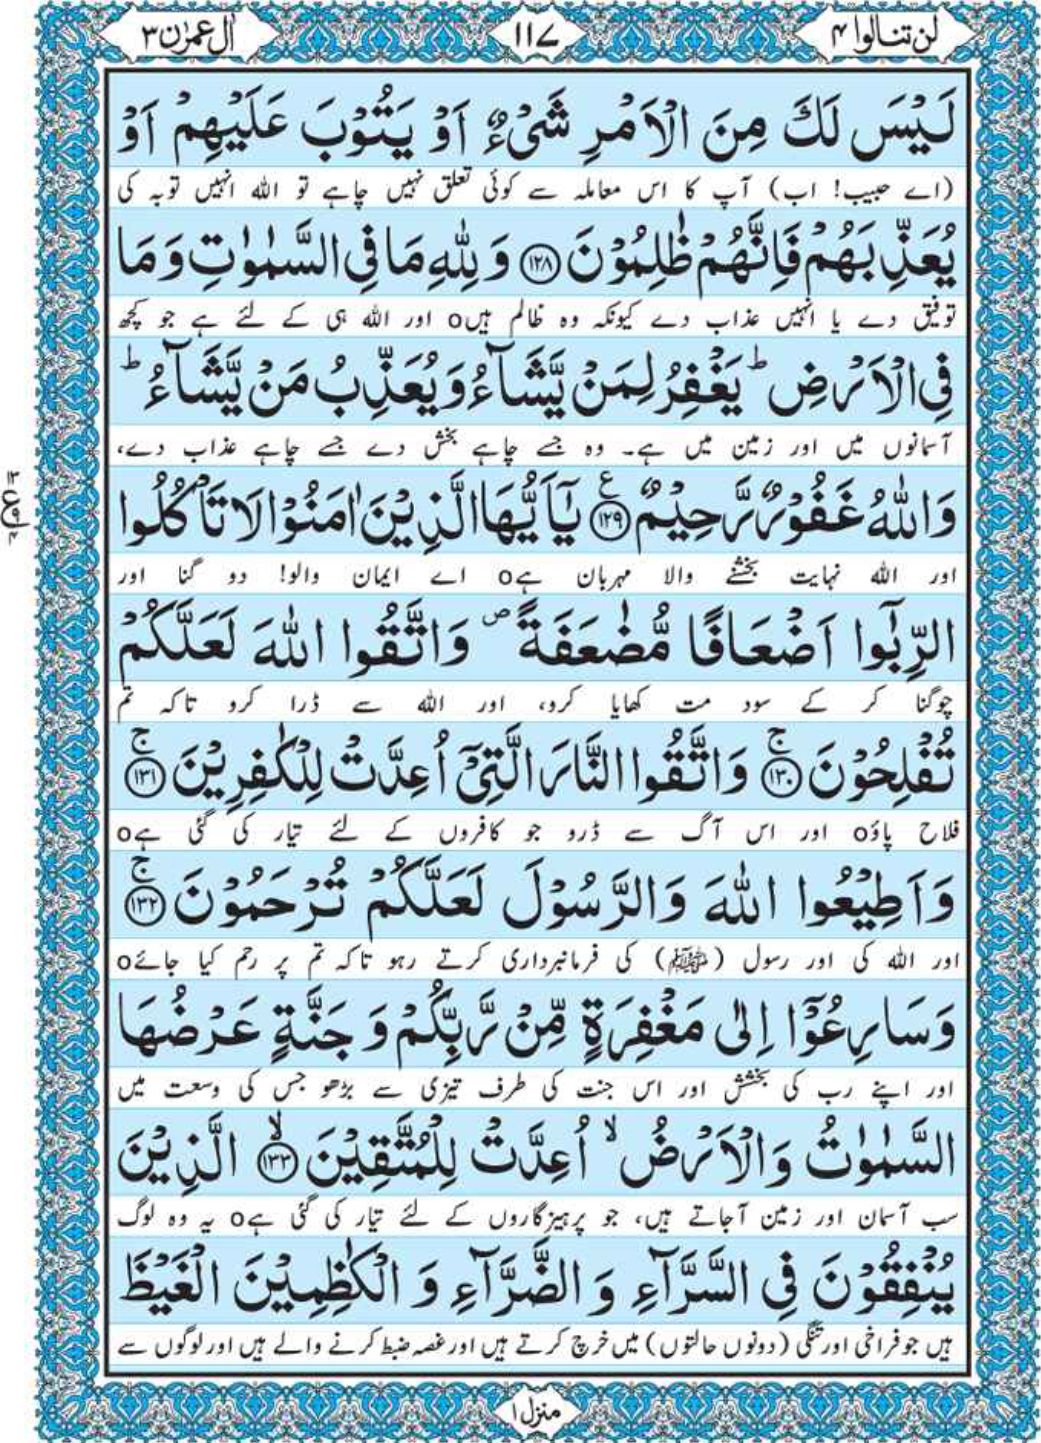 لن تنالوا ۴
۱۱۷
اٰل عمرٰن ۳
لَيْسَ لَكَ مِنَ الْاَمْرِ شَیْءٌ اَوْ يَتُوْبَ عَلَيْهِمْ اَوْ
(اے حبیب! اب) آپ کا اس معاملہ سے کوئی تعلق نہیں چاہے تو اللہ انہیں توبہ کی
يُعَذِّبَهُمْ فَاِنَّهُمْ ظٰلِمُوْنَ ﴿۱۲۸﴾ وَ لِلّٰهِ مَا فِی السَّمٰوٰتِ وَ مَا
توفیق دے یا انہیں عذاب دے کیونکہ وہ ظالم ہیںo اور اللہ ہی کے لئے ہے جو کچھ
فِی الْاَرْضِ ؕ يَغْفِرُ لِمَنْ يَّشَآءُ وَ يُعَذِّبُ مَنْ يَّشَآءُ ؕ
آسمانوں میں اور زمین میں ہے۔ وہ جسے چاہے بخش دے جسے چاہے عذاب دے،
وَ اللّٰهُ غَفُوْرٌ رَّحِيْمٌ ﴿۱۲۹﴾ ع يٰۤاَيُّهَا الَّذِيْنَ اٰمَنُوْا لَا تَاْكُلُوا
۱۳ ع ۴
اور اللہ نہایت بخشنے والا مہربان ہےo اے ایمان والو! دو گنا اور
الرِّبٰۤوا اَضْعَافًا مُّضٰعَفَةً ۪ وَ اتَّقُوا اللّٰهَ لَعَلَّكُمْ
چوگنا کر کے سود مت کھایا کرو، اور اللہ سے ڈرا کرو تاکہ تم
تُفْلِحُوْنَ ﴿۱۳۰﴾ ۚ وَ اتَّقُوا النَّارَ الَّتِیْۤ اُعِدَّتْ لِلْكٰفِرِيْنَ ﴿۱۳۱﴾ ۚ
فلاح پاؤo اور اس آگ سے ڈرو جو کافروں کے لئے تیار کی گئی ہےo
وَ اَطِيْعُوا اللّٰهَ وَ الرَّسُوْلَ لَعَلَّكُمْ تُرْحَمُوْنَ ﴿۱۳۲﴾ ۚ
اور اللہ کی اور رسول (ﷺ) کی فرمانبرداری کرتے رہو تاکہ تم پر رحم کیا جائےo
وَ سَارِعُوْۤا اِلٰی مَغْفِرَةٍ مِّنْ رَّبِّكُمْ وَ جَنَّةٍ عَرْضُهَا
اور اپنے رب کی بخشش اور اس جنت کی طرف تیزی سے بڑھو جس کی وسعت میں
السَّمٰوٰتُ وَ الْاَرْضُ ۙ اُعِدَّتْ لِلْمُتَّقِيْنَ ﴿۱۳۳﴾ ۙ الَّذِيْنَ
سب آسمان اور زمین آجاتے ہیں، جو پرہیزگاروں کے لئے تیار کی گئی ہےo یہ وہ لوگ
يُنْفِقُوْنَ فِی السَّرَّآءِ وَ الضَّرَّآءِ وَ الْكٰظِمِيْنَ الْغَيْظَ
ہیں جو فراخی اور تنگی (دونوں حالتوں) میں خرچ کرتے ہیں اور غصہ ضبط کرنے والے ہیں اور لوگوں سے
منزل ۱